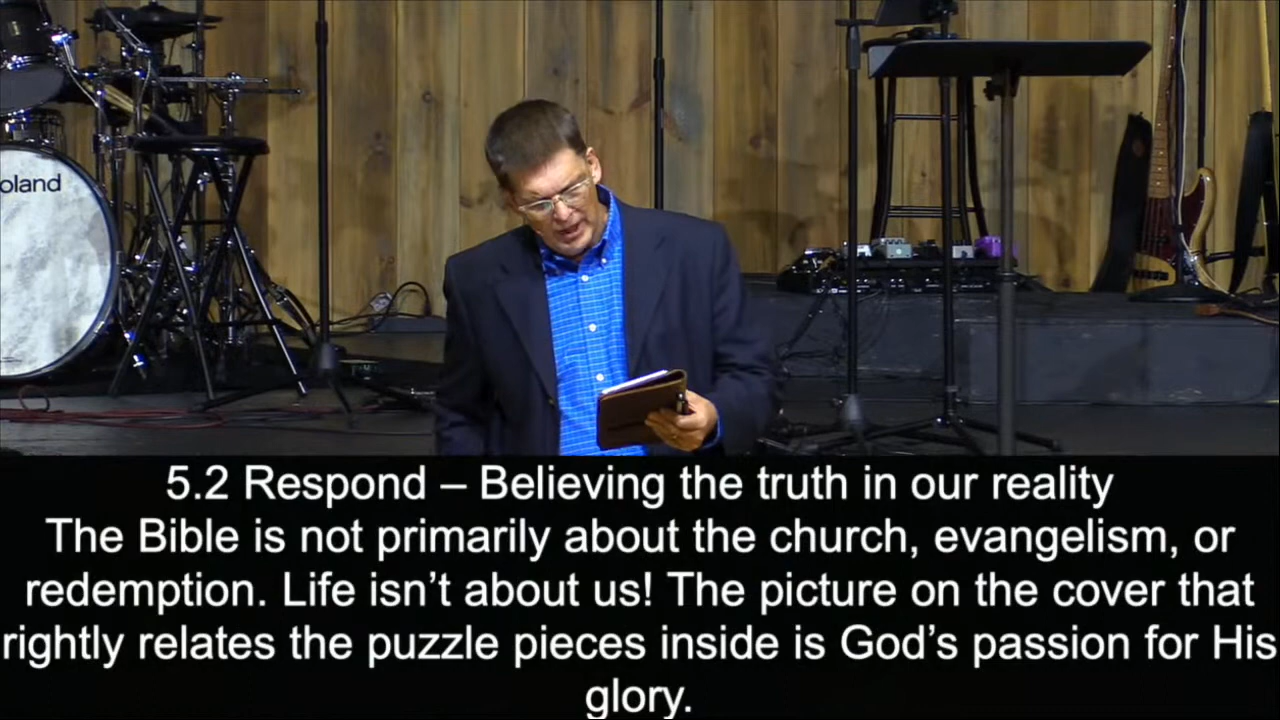 oland
5.2 Respond – Believing the truth in our reality
The Bible is not primarily about the church, evangelism, or
redemption. Life isn’t about us! The picture on the cover that
rightly relates the puzzle pieces inside is God’s passion for His
glory.